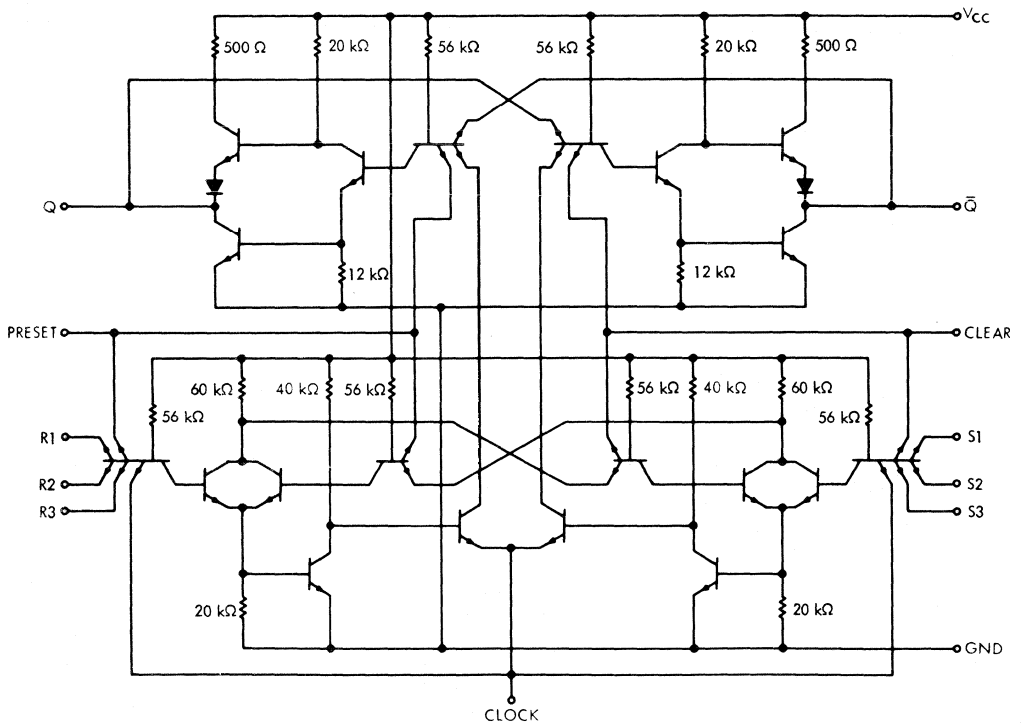 VCC
500 Ω 20 kΩ 56 kΩ 56 kΩ 20 kΩ 500 Ω
Q Q̅
12 kΩ 12 kΩ
PRESET CLEAR
60 kΩ 40 kΩ 56 kΩ 56 kΩ 40 kΩ 60 kΩ
56 kΩ 56 kΩ
R1 S1
R2 S2
R3 S3
20 kΩ 20 kΩ
GND
CLOCK